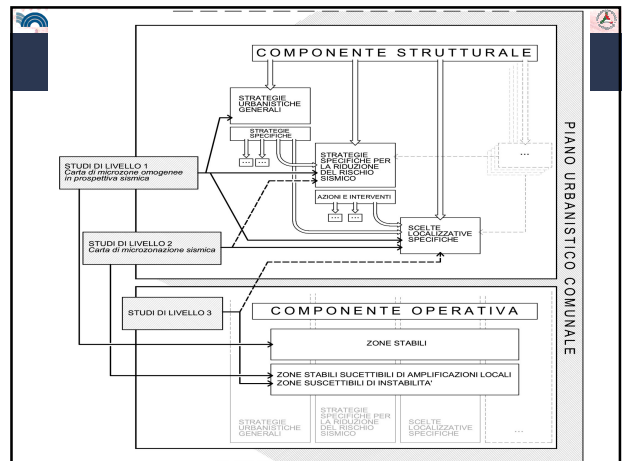 COMPONENTE STRUTTURALE
STRATEGIE
URBANISTICHE
GENERALI
STRATEGIE
SPECIFICHE
...
...
STRATEGIE
SPECIFICHE PER
LA RIDUZIONE
DEL RISCHIO
SISMICO
...
STUDI DI LIVELLO 1
Carta di microzone omogenee
in prospettiva sismica
AZIONI E INTERVENTI
...
...
SCELTE
LOCALIZZATIVE
SPECIFICHE
STUDI DI LIVELLO 2
Carta di microzonazione sismica
STUDI DI LIVELLO 3
COMPONENTE OPERATIVA
ZONE STABILI
ZONE STABILI SUCETTIBILI DI AMPLIFICAZIONI LOCALI
ZONE SUSCETTIBILI DI INSTABILITA'
STRATEGIE
URBANISTICHE
GENERALI
STRATEGIE
SPECIFICHE PER
LA RIDUZIONE
DEL RISCHIO
SISMICO
SCELTE
LOCALIZZATIVE
SPECIFICHE
...
PIANO URBANISTICO COMUNALE